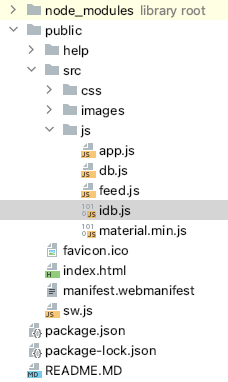 node_modules library root
public
help
src
css
images
js
app.js
db.js
feed.js
idb.js
material.min.js
favicon.ico
index.html
manifest.webmanifest
sw.js
package.json
package-lock.json
README.MD